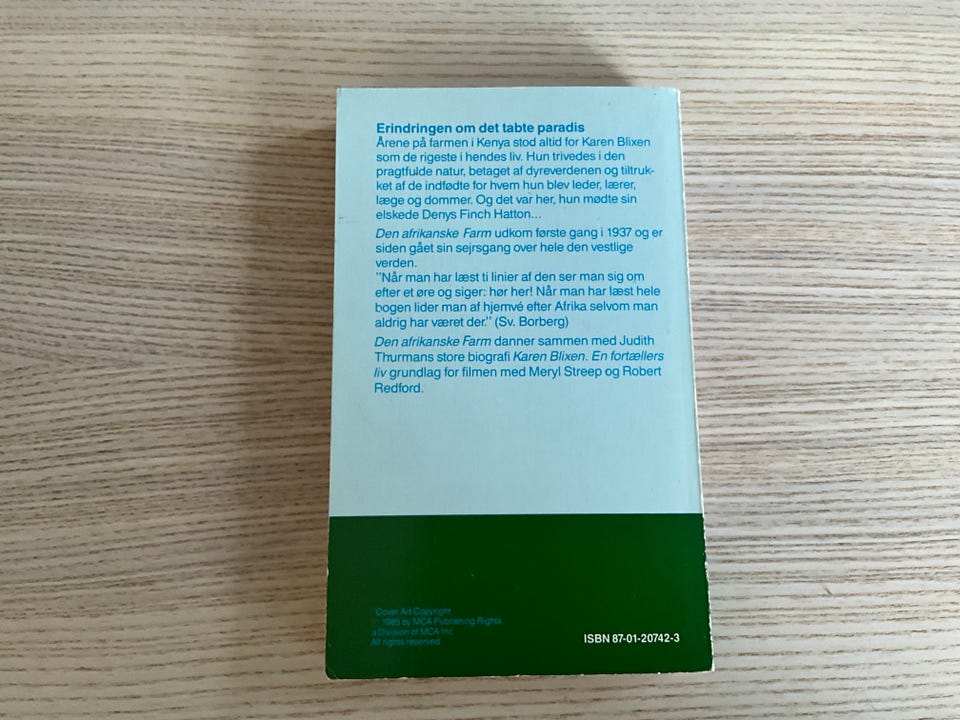 Erindringen om det tabte paradis
Årene på farmen i Kenya stod altid for Karen Blixen
som de rigeste i hendes liv. Hun trivedes i den
pragtfulde natur, betaget af dyreverdenen og tiltruk-
ket af de indfødte for hvem hun blev leder, lærer,
læge og dommer. Og det var her, hun mødte sin
elskede Denys Finch Hatton...
Den afrikanske Farm udkom første gang i 1937 og er
siden gået sin sejrsgang over hele den vestlige
verden.
"Når man har læst ti linier af den ser man sig om
efter et øre og siger: hør her! Når man har læst hele
bogen lider man af hjemvé efter Afrika selvom man
aldrig har været der." (Sv. Borberg)
Den afrikanske Farm danner sammen med Judith
Thurmans store biografi Karen Blixen. En fortællers
liv grundlag for filmen med Meryl Streep og Robert
Redford.
"Cover Art Copyright
© 1985 by MCA Publishing Rights
a Division of MCA Inc
All rights reserved
ISBN 87-01-20742-3